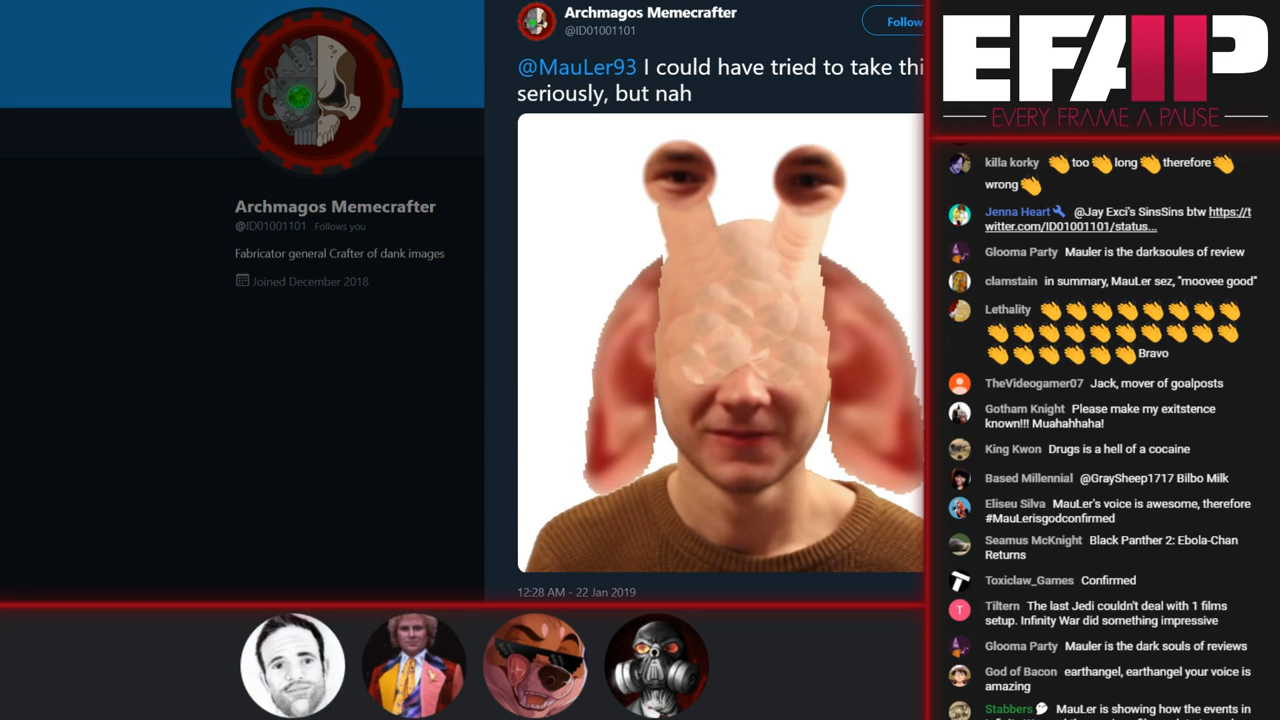 Archmagos Memecrafter
@ID01001101 Follows you
Fabricator general Crafter of dank images
Joined December 2018
Archmagos Memecrafter
@ID01001101
Follow
@MauLer93 I could have tried to take thi
seriously, but nah
12:28 AM - 22 Jan 2019
EFAP
EVERY FRAME A PAUSE
killa korky 👏too👏long👏therefore👏
wrong👏
Jenna Heart🔧 @Jay Exci's SinsSins btw https://t
witter.com/ID01001101/status...
Glooma Party Mauler is the darksoules of review
clamstain in summary, MauLer sez, "moovee good"
Lethality 👏👏👏👏👏👏👏👏
👏👏👏👏👏👏👏👏👏👏
👏👏👏👏👏👏Bravo
TheVideogamer07 Jack, mover of goalposts
Gotham Knight Please make my exitstence
known!!! Muahahhaha!
King Kwon Drugs is a hell of a cocaine
Based Millennial @GraySheep1717 Bilbo Milk
Eliseu Silva MauLer's voice is awesome, therefore
#MauLerisgodconfirmed
Seamus McKnight Black Panther 2: Ebola-Chan
Returns
Toxiclaw_Games Confirmed
T
Tiltern The last Jedi couldn't deal with 1 films
setup. Infinity War did something impressive
Glooma Party Mauler is the dark souls of reviews
God of Bacon earthangel, earthangel your voice is
amazing
Stabbers MauLer is showing how the events in